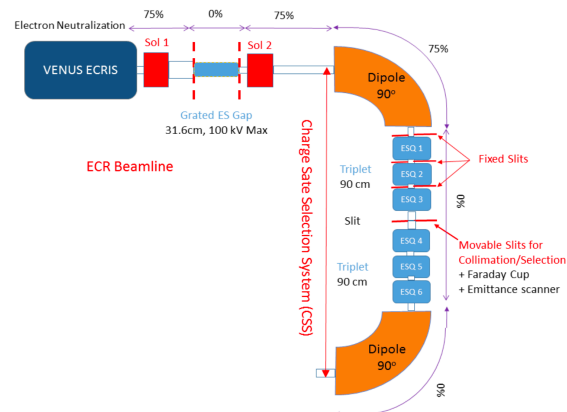 Electron Neutralization
75%
0%
75%
75%
Sol 1
Sol 2
VENUS ECRIS
Dipole
90°
Grated ES Gap
31.6cm, 100 kV Max
ECR Beamline
Charge Sate Selection System (CSS)
ESQ 1
Triplet
90 cm
ESQ 2
ESQ 3
Fixed Slits
0%
Slit
ESQ 4
Movable Slits for
Collimation/Selection
+ Faraday Cup
+ Emittance scanner
Triplet
90 cm
ESQ 5
ESQ 6
Dipole
90°
0%